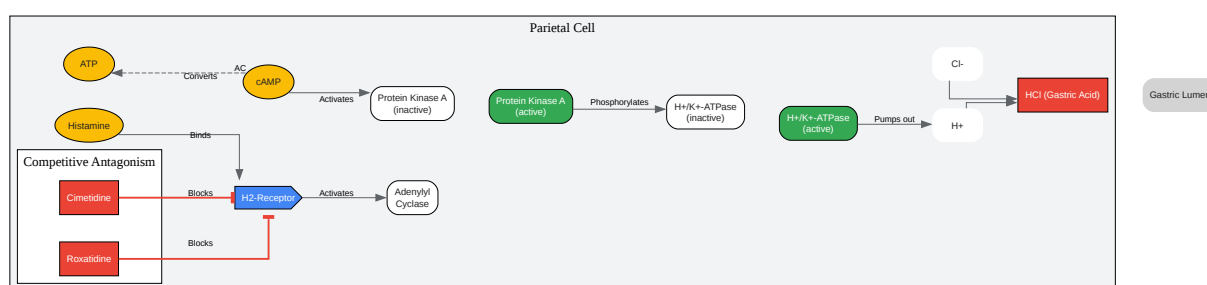 Parietal Cell
ATP
AC
Converts
cAMP
Activates
Protein Kinase A
(inactive)
Protein Kinase A
(active)
Phosphorylates
H+/K+-ATPase
(inactive)
H+/K+-ATPase
(active)
Pumps out
Cl-
H+
HCl (Gastric Acid)
Gastric Lumen
Histamine
Binds
Competitive Antagonism
Cimetidine
Blocks
H2-Receptor
Activates
Adenylyl
Cyclase
Roxatidine
Blocks